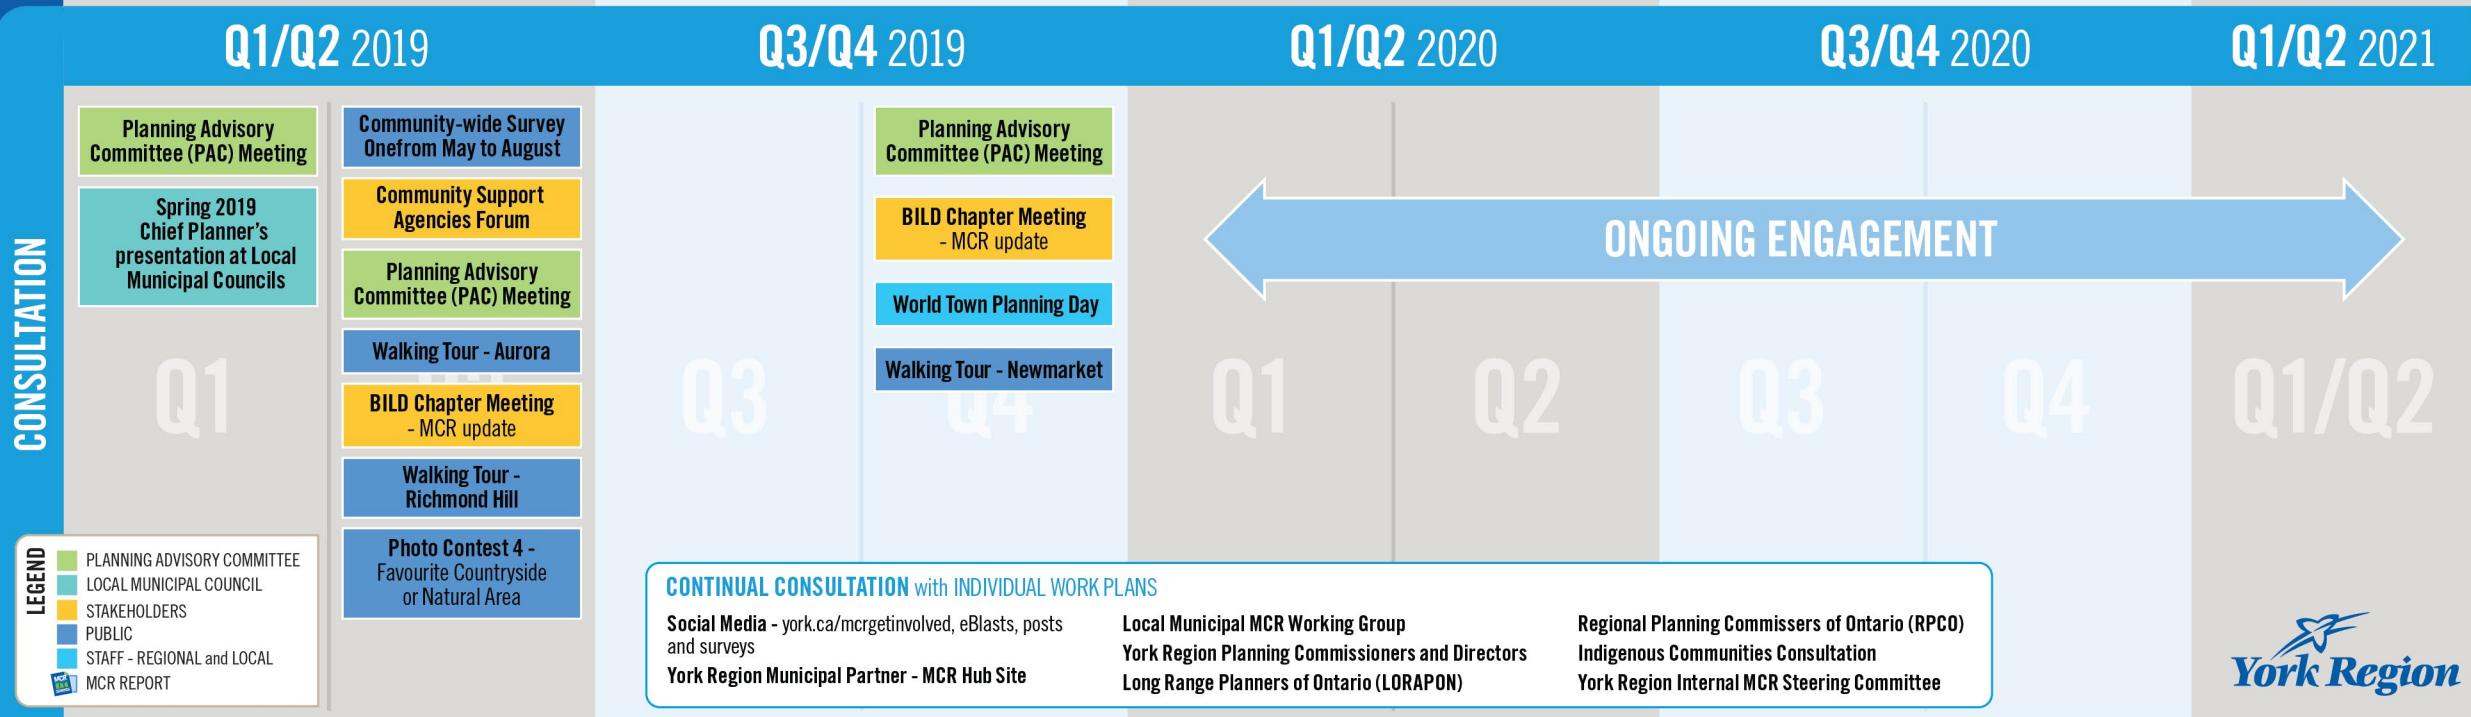 Q1/Q2 2019
Q3/Q4 2019
Q1/Q2 2020
Q3/Q4 2020
Q1/Q2 2021
CONSULTATION
Planning Advisory
Committee (PAC) Meeting
Spring 2019
Chief Planner's
presentation at Local
Municipal Councils
Q1
Community-wide Survey
Onefrom May to August
Community Support
Agencies Forum
Planning Advisory
Committee (PAC) Meeting
Walking Tour - Aurora
BILD Chapter Meeting
- MCR update
Walking Tour -
Richmond Hill
Photo Contest 4 -
Favourite Countryside
or Natural Area
Q3
Planning Advisory
Committee (PAC) Meeting
BILD Chapter Meeting
- MCR update
World Town Planning Day
Walking Tour - Newmarket
Q4
ONGOING ENGAGEMENT
Q1
Q2
Q3
Q4
Q1/Q2
LEGEND
PLANNING ADVISORY COMMITTEE
LOCAL MUNICIPAL COUNCIL
STAKEHOLDERS
PUBLIC
STAFF - REGIONAL and LOCAL
MCR
MCR REPORT
CONTINUAL CONSULTATION with INDIVIDUAL WORK PLANS
Social Media - york.ca/mcrgetinvolved, eBlasts, posts
and surveys
York Region Municipal Partner - MCR Hub Site
Local Municipal MCR Working Group
York Region Planning Commissioners and Directors
Long Range Planners of Ontario (LORAPON)
Regional Planning Commissers of Ontario (RPCO)
Indigenous Communities Consultation
York Region Internal MCR Steering Committee
York Region